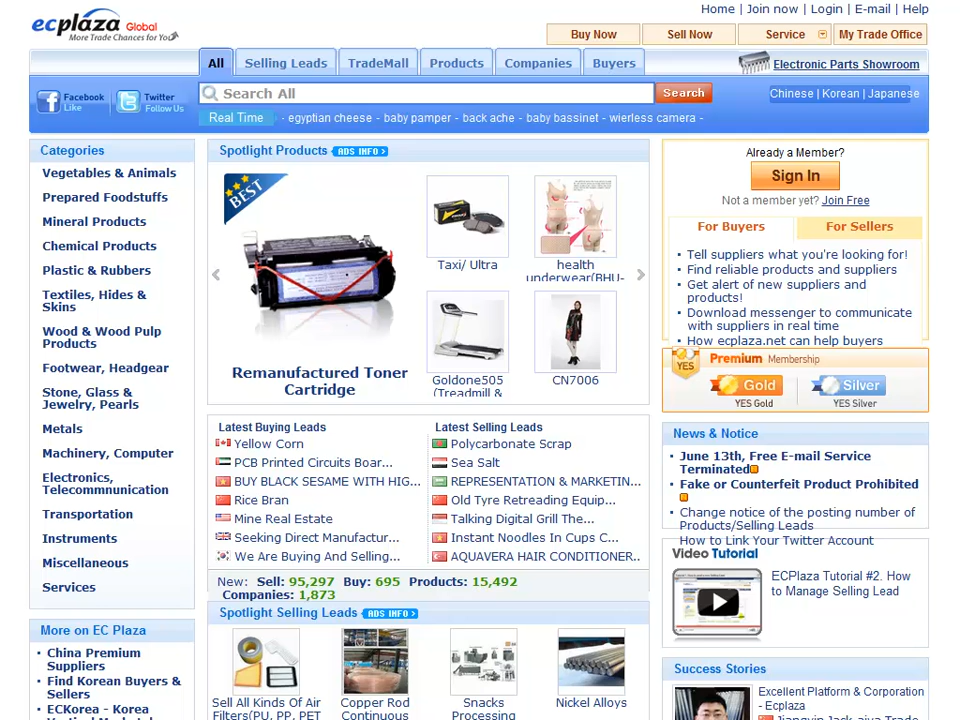 Home | Join now | Login | E-mail | Help
ecplaza Global
More Trade Chances for You
Buy Now
Sell Now
Service
My Trade Office
All
Selling Leads
TradeMall
Products
Companies
Buyers
Electronic Parts Showroom
Facebook
Like
Twitter
Follow Us
Search All
Search
Chinese | Korean | Japanese
Real Time
- egyptian cheese - baby pamper - back ache - baby bassinet - wierless camera -
Categories
Vegetables & Animals
Prepared Foodstuffs
Mineral Products
Chemical Products
Plastic & Rubbers
Textiles, Hides &
Skins
Wood & Wood Pulp
Products
Footwear, Headgear
Stone, Glass &
Jewelry, Pearls
Metals
Machinery, Computer
Electronics,
Telecommnunication
Transportation
Instruments
Miscellaneous
Services
More on EC Plaza
China Premium
Suppliers
Find Korean Buyers &
Sellers
ECKorea - Korea
Spotlight Products ADS INFO
BEST
Remanufactured Toner
Cartridge
Taxi/ Ultra
health
underwear(BHU-
Goldone505
(Treadmill &
CN7006
Latest Buying Leads
Yellow Corn
PCB Printed Circuits Boar...
BUY BLACK SESAME WITH HIG...
Rice Bran
Mine Real Estate
Seeking Direct Manufactur...
We Are Buying And Selling...
Latest Selling Leads
Polycarbonate Scrap
Sea Salt
REPRESENTATION & MARKETIN...
Old Tyre Retreading Equip...
Talking Digital Grill The...
Instant Noodles In Cups C...
AQUAVERA HAIR CONDITIONER..
New: Sell: 95,297 Buy: 695 Products: 15,492
Companies: 1,873
Spotlight Selling Leads ADS INFO
Sell All Kinds Of Air
Filters(PU, PP, PET
Copper Rod
Continuous
Snacks
Processing
Nickel Alloys
Already a Member?
Sign In
Not a member yet? Join Free
For Buyers
For Sellers
Tell suppliers what you're looking for!
Find reliable products and suppliers
Get alert of new suppliers and
products!
Download messenger to communicate
with suppliers in real time
How ecplaza.net can help buyers
YES
Premium Membership
Gold
YES Gold
Silver
YES Silver
News & Notice
June 13th, Free E-mail Service
Terminated
Fake or Counterfeit Product Prohibited
Change notice of the posting number of
Products/Selling Leads
How to Link Your Twitter Account
Video Tutorial
ECPlaza Tutorial #2. How
to Manage Selling Lead
Success Stories
Excellent Platform & Corporation
- Ecplaza
Jiangyin Jack-aiya Trade